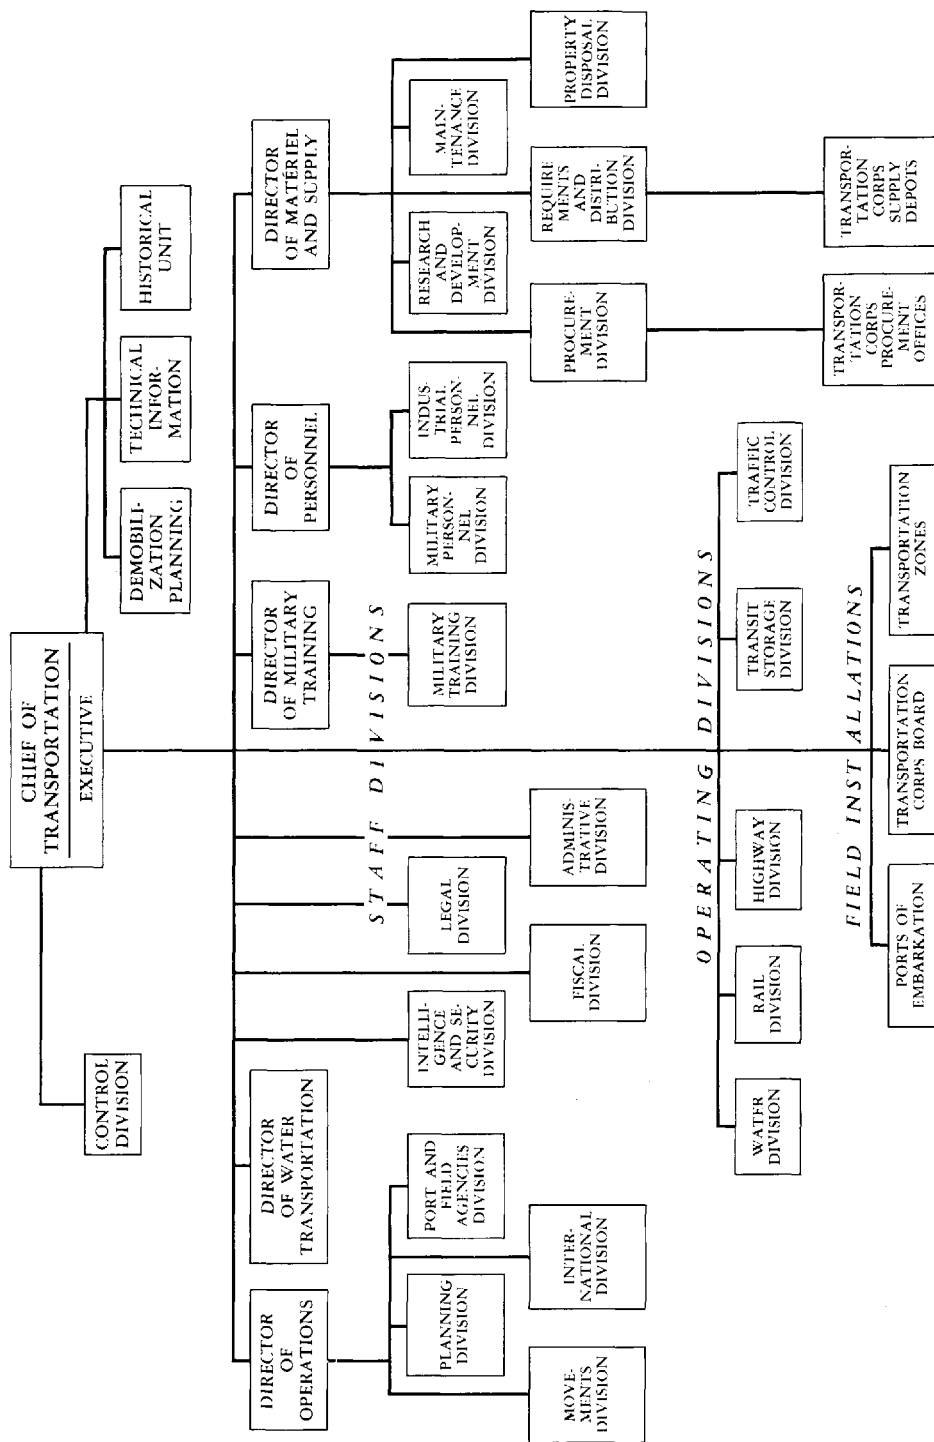 CHIEF OF
TRANSPORTATION
EXECUTIVE
CONTROL
DIVISION
DEMOBILI-
ZATION
PLANNING
TECHNICAL
INFOR-
MATION
HISTORICAL
UNIT
DIRECTOR
OF
OPERATIONS
DIRECTOR
OF WATER
TRANSPORTATION
DIRECTOR
OF MILITARY
TRAINING
DIRECTOR
OF
PERSONNEL
DIRECTOR
OF MATÉRIEL
AND SUPPLY
STAFF DIVISIONS
PLANNING
DIVISION
PORT AND
FIELD
AGENCIES
DIVISION
INTELLI-
GENCE
AND SE-
CURITY
DIVISION
LEGAL
DIVISION
MILITARY
TRAINING
DIVISION
MILITARY
PERSON-
NEL
DIVISION
INDUS-
TRIAL
PERSON-
NEL
DIVISION
RESEARCH
AND
DEVELOP-
MENT
DIVISION
MAIN-
TENANCE
DIVISION
MOVE-
MENTS
DIVISION
INTER-
NATIONAL
DIVISION
FISCAL
DIVISION
ADMINIS-
TRATIVE
DIVISION
PROCURE-
MENT
DIVISION
REQUIRE
MENTS
AND
DISTRI-
BUTION
DIVISION
PROPERTY
DISPOSAL
DIVISION
OPERATING DIVISIONS
WATER
DIVISION
RAIL
DIVISION
HIGHWAY
DIVISION
TRANSIT
STORAGE
DIVISION
TRAFFIC
CONTROL
DIVISION
TRANSPOR-
TATION
CORPS
PROCURE-
MENT
OFFICES
TRANSPOR-
TATION
CORPS
SUPPLY
DEPOTS
FIELD INSTALLATIONS
PORTS OF
EMBARKATION
TRANSPORTATION
CORPS BOARD
TRANSPORTATION
ZONES